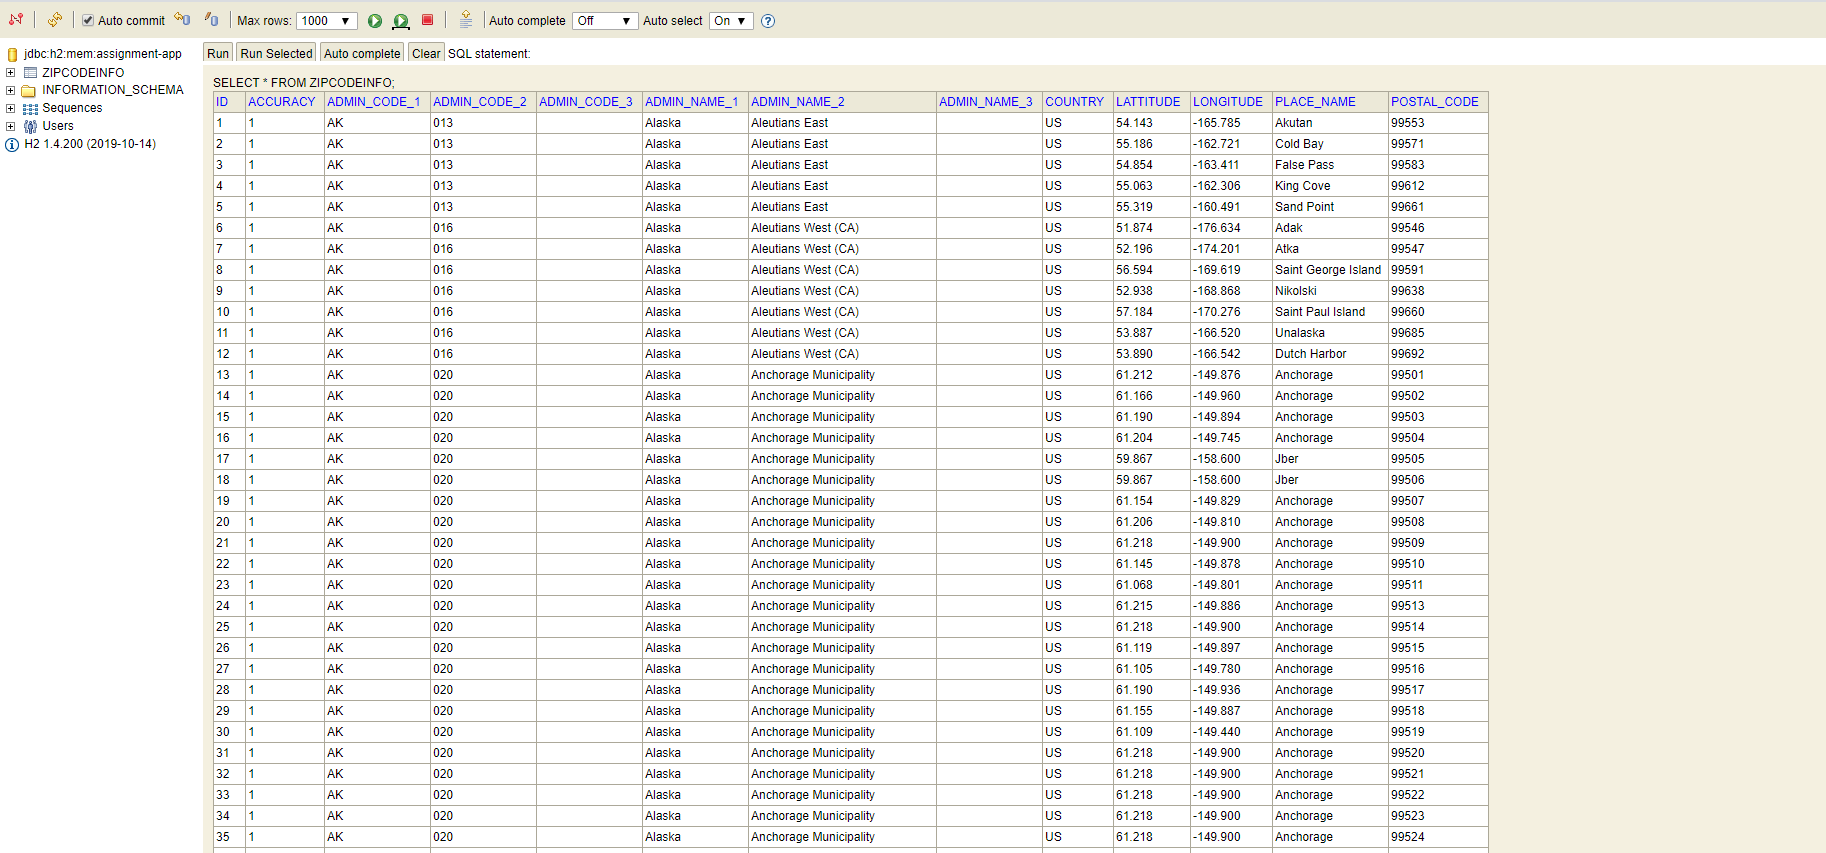 Auto commit Max rows: 1000 Auto complete Off Auto select On
jdbc:h2:mem:assignment-app
ZIPCODEINFO
INFORMATION_SCHEMA
Sequences
Users
H2 1.4.200 (2019-10-14)
Run Run Selected Auto complete Clear SQL statement:
SELECT * FROM ZIPCODEINFO;
ID ACCURACY ADMIN_CODE_1 ADMIN_CODE_2 ADMIN_CODE_3 ADMIN_NAME_1 ADMIN_NAME_2 ADMIN_NAME_3 COUNTRY LATTITUDE LONGITUDE PLACE_NAME POSTAL_CODE
1 1 AK 013 Alaska Aleutians East US 54.143 -165.785 Akutan 99553
2 1 AK 013 Alaska Aleutians East US 55.186 -162.721 Cold Bay 99571
3 1 AK 013 Alaska Aleutians East US 54.854 -163.411 False Pass 99583
4 1 AK 013 Alaska Aleutians East US 55.063 -162.306 King Cove 99612
5 1 AK 013 Alaska Aleutians East US 55.319 -160.491 Sand Point 99661
6 1 AK 016 Alaska Aleutians West (CA) US 51.874 -176.634 Adak 99546
7 1 AK 016 Alaska Aleutians West (CA) US 52.196 -174.201 Atka 99547
8 1 AK 016 Alaska Aleutians West (CA) US 56.594 -169.619 Saint George Island 99591
9 1 AK 016 Alaska Aleutians West (CA) US 52.938 -168.868 Nikolski 99638
10 1 AK 016 Alaska Aleutians West (CA) US 57.184 -170.276 Saint Paul Island 99660
11 1 AK 016 Alaska Aleutians West (CA) US 53.887 -166.520 Unalaska 99685
12 1 AK 016 Alaska Aleutians West (CA) US 53.890 -166.542 Dutch Harbor 99692
13 1 AK 020 Alaska Anchorage Municipality US 61.212 -149.876 Anchorage 99501
14 1 AK 020 Alaska Anchorage Municipality US 61.166 -149.960 Anchorage 99502
15 1 AK 020 Alaska Anchorage Municipality US 61.190 -149.894 Anchorage 99503
16 1 AK 020 Alaska Anchorage Municipality US 61.204 -149.745 Anchorage 99504
17 1 AK 020 Alaska Anchorage Municipality US 59.867 -158.600 Jber 99505
18 1 AK 020 Alaska Anchorage Municipality US 59.867 -158.600 Jber 99506
19 1 AK 020 Alaska Anchorage Municipality US 61.154 -149.829 Anchorage 99507
20 1 AK 020 Alaska Anchorage Municipality US 61.206 -149.810 Anchorage 99508
21 1 AK 020 Alaska Anchorage Municipality US 61.218 -149.900 Anchorage 99509
22 1 AK 020 Alaska Anchorage Municipality US 61.145 -149.878 Anchorage 99510
23 1 AK 020 Alaska Anchorage Municipality US 61.068 -149.801 Anchorage 99511
24 1 AK 020 Alaska Anchorage Municipality US 61.215 -149.886 Anchorage 99513
25 1 AK 020 Alaska Anchorage Municipality US 61.218 -149.900 Anchorage 99514
26 1 AK 020 Alaska Anchorage Municipality US 61.119 -149.897 Anchorage 99515
27 1 AK 020 Alaska Anchorage Municipality US 61.105 -149.780 Anchorage 99516
28 1 AK 020 Alaska Anchorage Municipality US 61.190 -149.936 Anchorage 99517
29 1 AK 020 Alaska Anchorage Municipality US 61.155 -149.887 Anchorage 99518
30 1 AK 020 Alaska Anchorage Municipality US 61.109 -149.440 Anchorage 99519
31 1 AK 020 Alaska Anchorage Municipality US 61.218 -149.900 Anchorage 99520
32 1 AK 020 Alaska Anchorage Municipality US 61.218 -149.900 Anchorage 99521
33 1 AK 020 Alaska Anchorage Municipality US 61.218 -149.900 Anchorage 99522
34 1 AK 020 Alaska Anchorage Municipality US 61.218 -149.900 Anchorage 99523
35 1 AK 020 Alaska Anchorage Municipality US 61.218 -149.900 Anchorage 99524